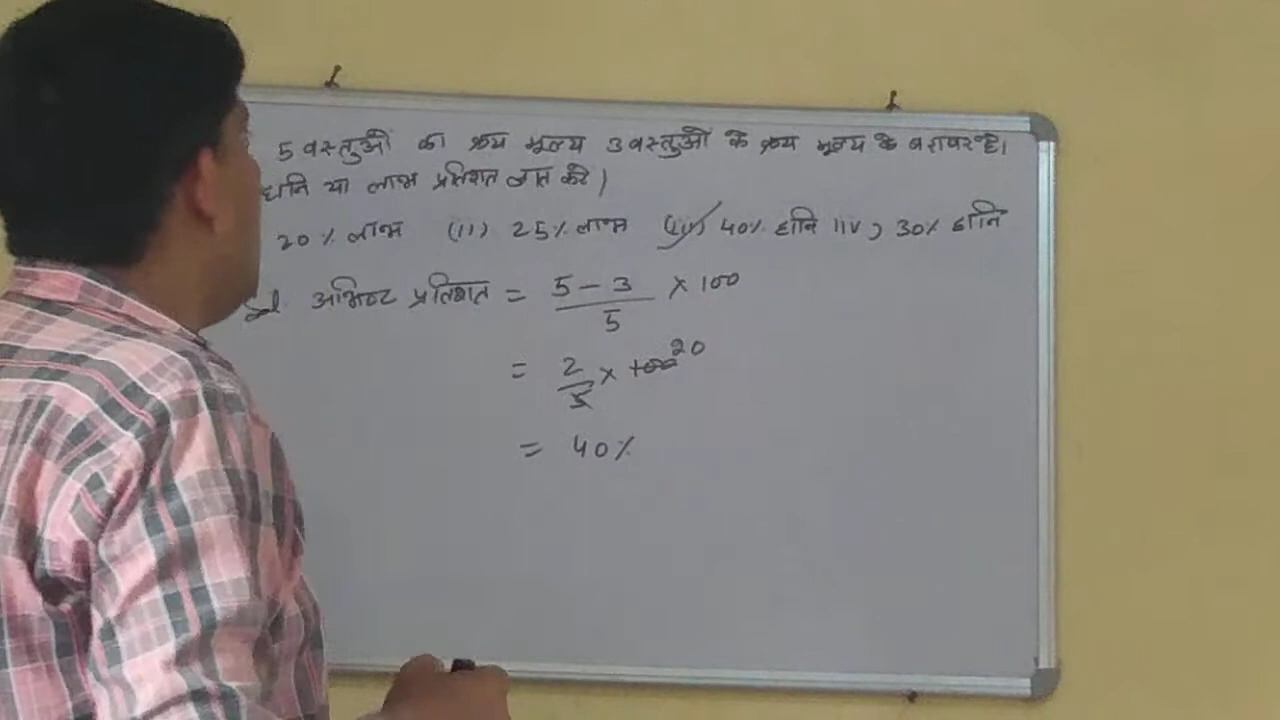 5 वस्तुओं का क्रय मूल्य 3 वस्तुओं के क्रय मूल्य के बराबर है।
हानि या लाभ प्रतिशत ज्ञात करे।
20% लाभ (ii) 25% लाभ (iii) 40% हानि (iv) 30% हानि
अभिष्ट प्रतिशत = 5 - 3 / 5 × 100
= 2/5 × 100 20
= 40%